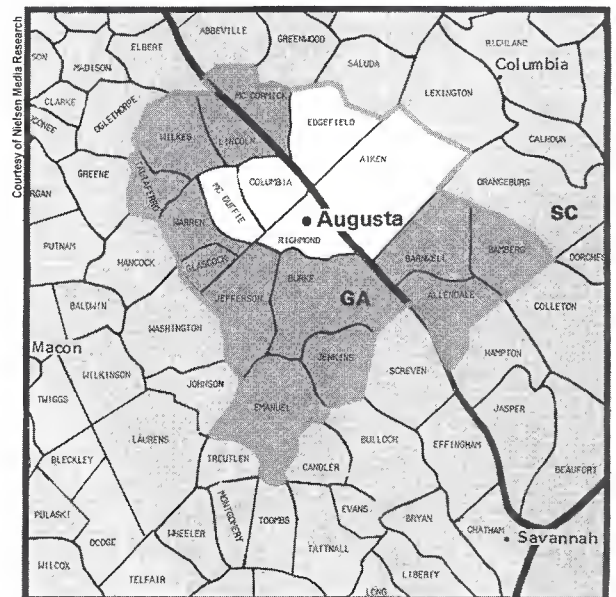 Courtesy of Nielsen Media Research
ABBEVILLE
GREENWOOD
RICHLAND
ELBERT
SALUDA
Columbia
MADISON
LEXINGTON
MC CORMICK
CLARKE
OGLETHORPE
EDGEFIELD
CALHOUN
WILKES
LINCOLN
AIKEN
GREENE
ORANGEBURG
COLUMBIA
TALIAFERRO
MC DUFFIE
SC
WARREN
Augusta
PUTNAM
RICHMOND
BAMBERG
HANCOCK
BARNWELL
GLASCOCK
BURKE
ALLENDALE
JEFFERSON
GA
COLLETON
BALDWIN
WASHINGTON
Macon
JENKINS
HAMPTON
WILKINSON
SCREVEN
JOHNSON
TWIGGS
EMANUEL
JASPER
LAURENS
BULLOCH
EFFINGHAM
BLECKLEY
TREUTLEN
CANDLER
BEAUFORT
MONTGOMERY
EVANS
PULASKI
TOOMBS
BRYAN
CHATHAM
DODGE
WHEELER
Savannah
TATTNALL
WILCOX
LIBERTY
TELFAIR
LONG